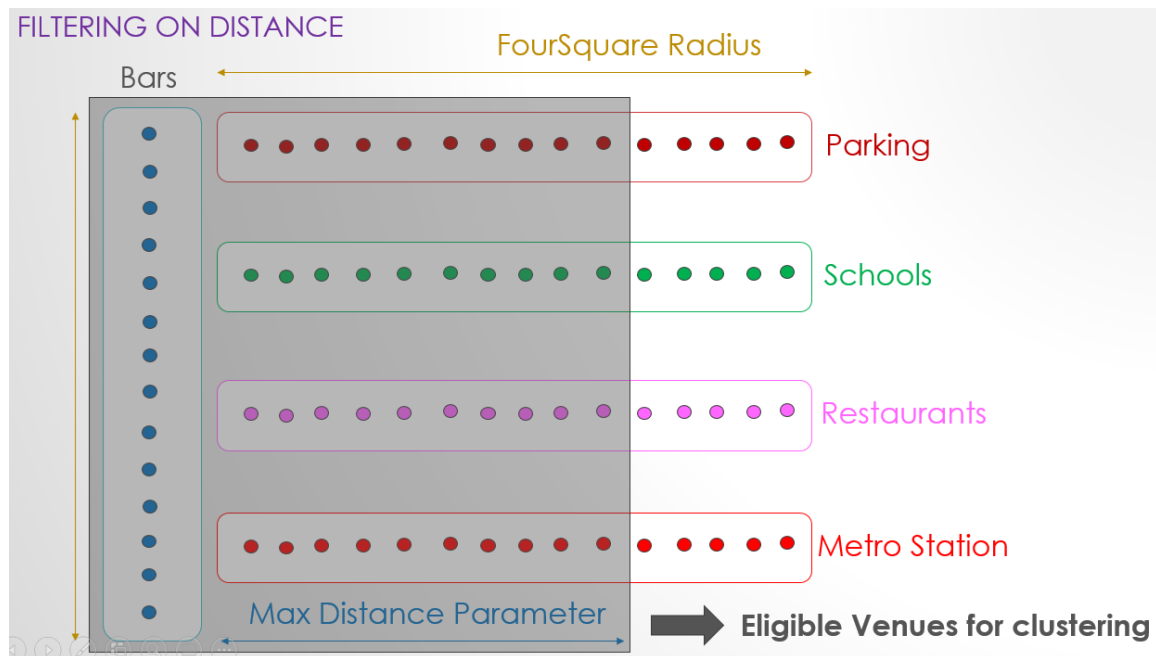 FILTERING ON DISTANCE
FourSquare Radius
Bars
Parking
Schools
Restaurants
Metro Station
Max Distance Parameter
Eligible Venues for clustering